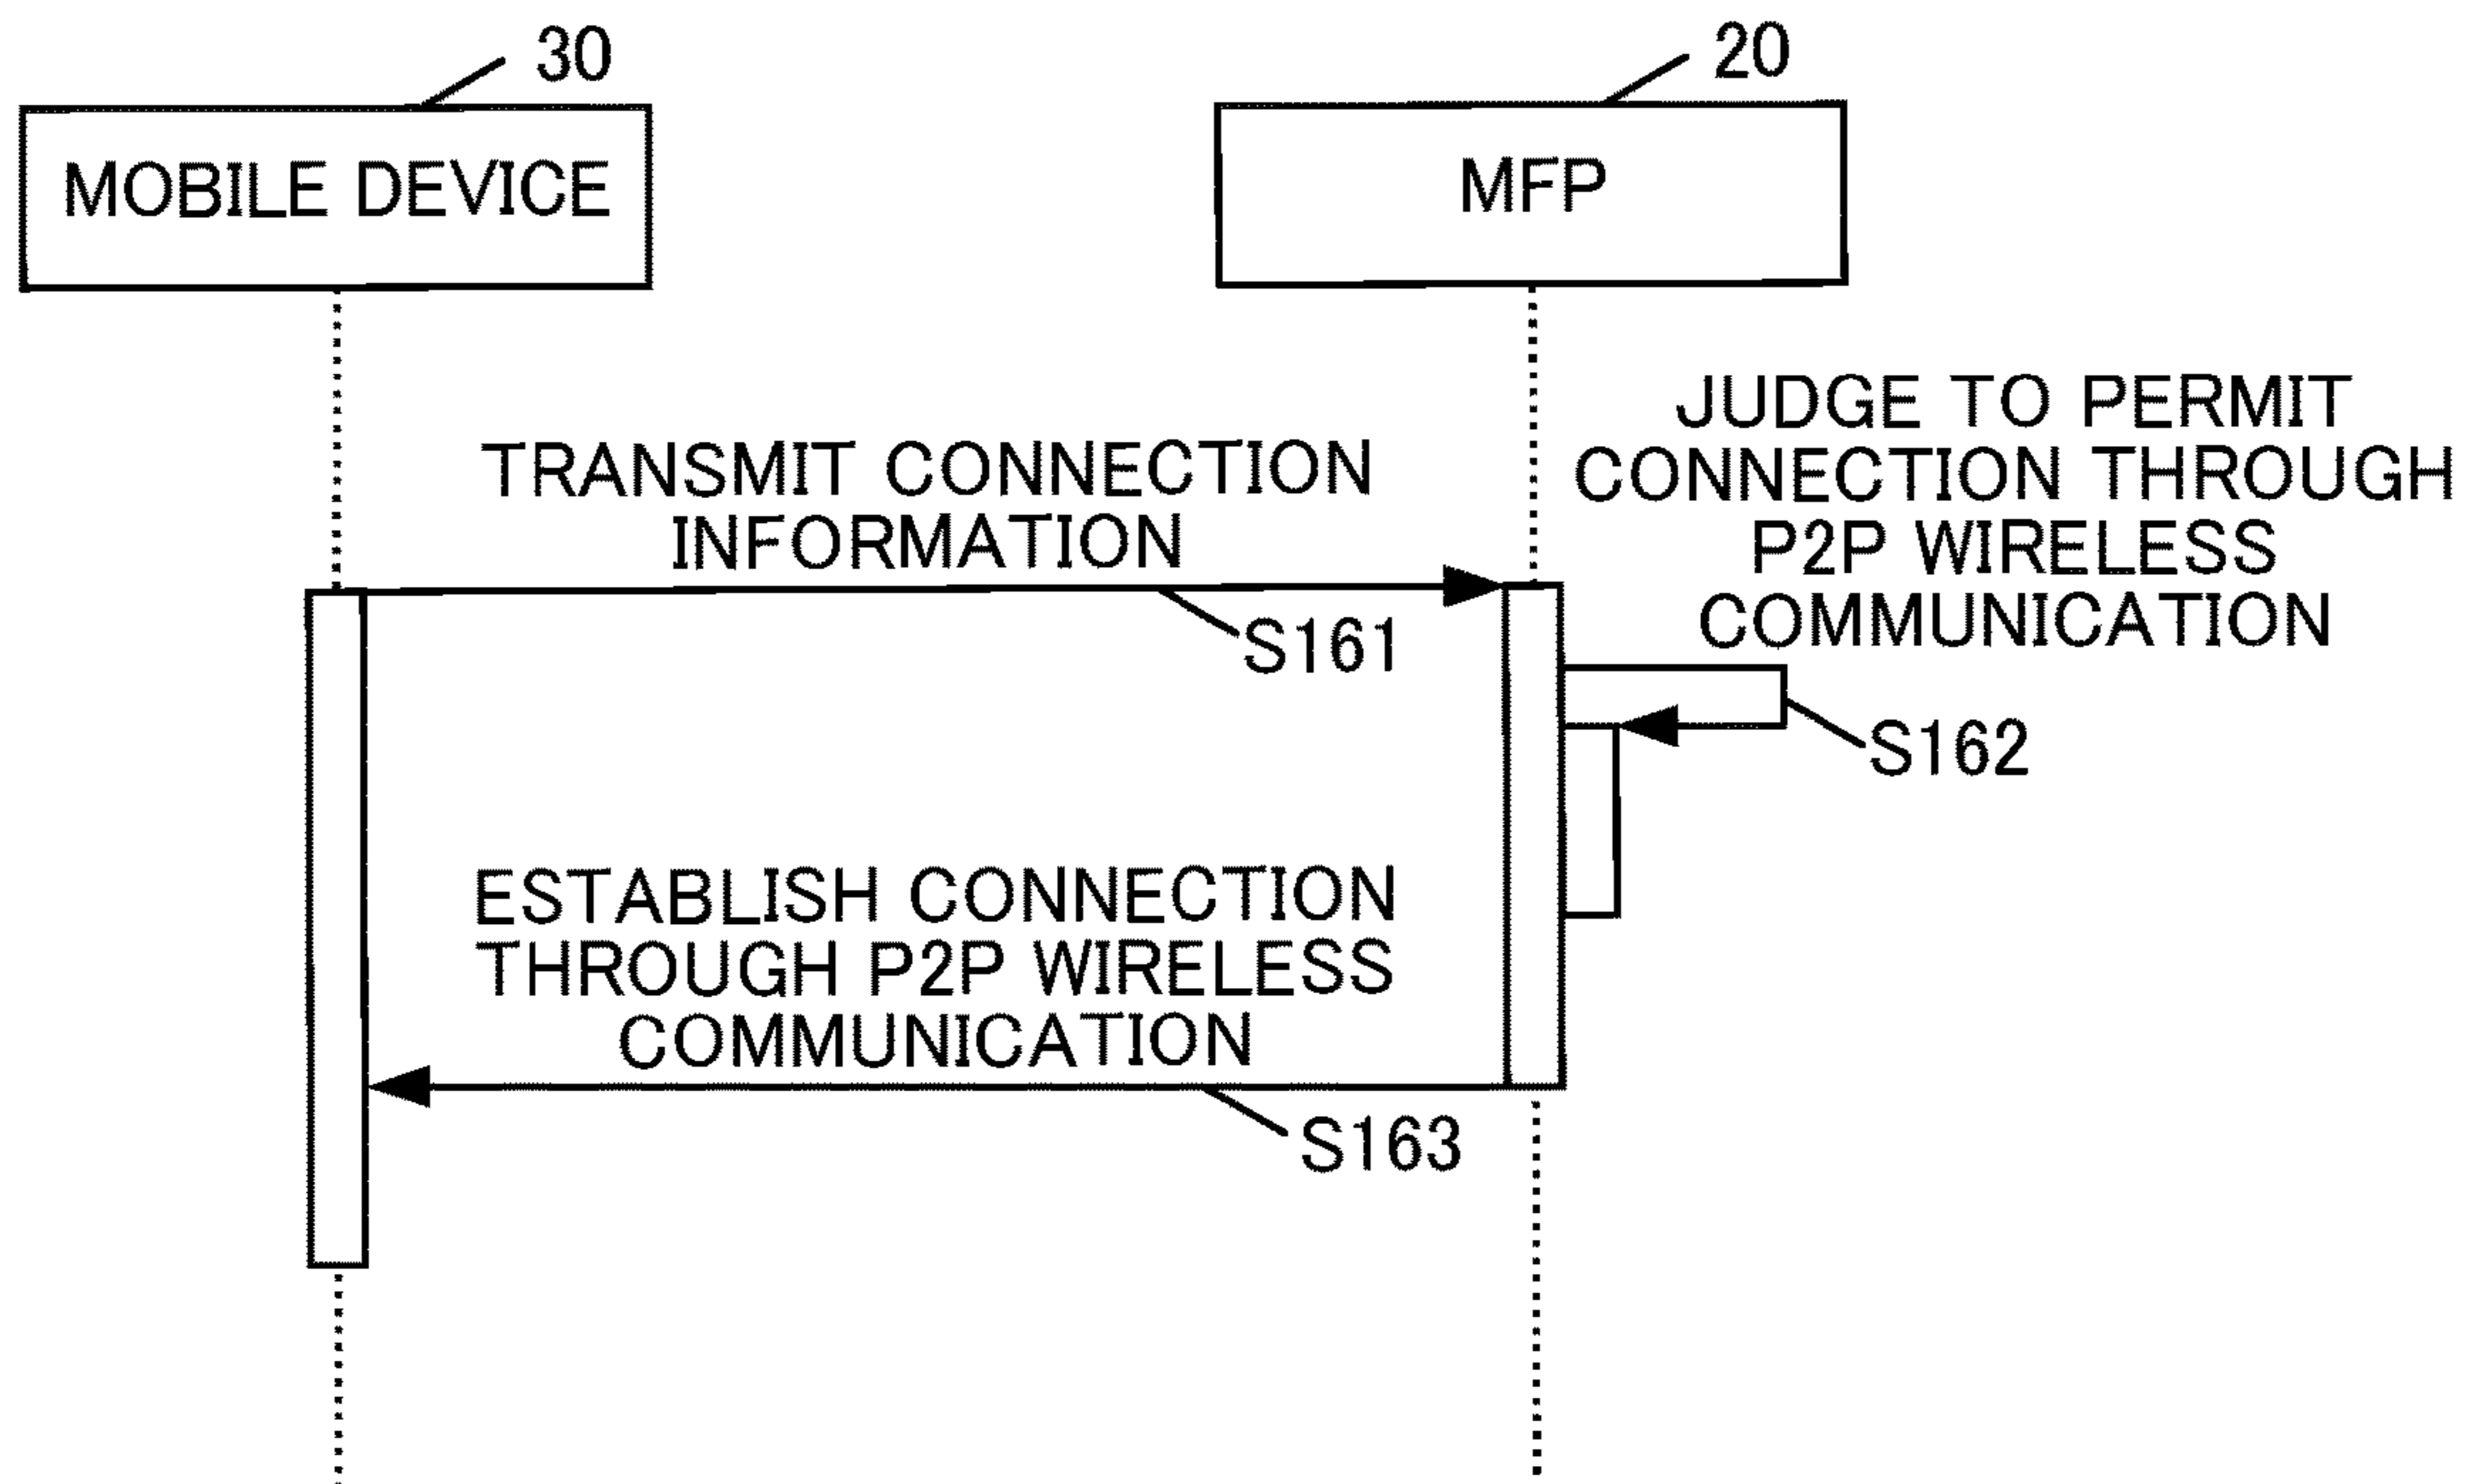 30
20
MOBILE DEVICE
MFP
JUDGE TO PERMIT
CONNECTION THROUGH
P2P WIRELESS
COMMUNICATION
TRANSMIT CONNECTION
INFORMATION
S161
S162
ESTABLISH CONNECTION
THROUGH P2P WIRELESS
COMMUNICATION
S163